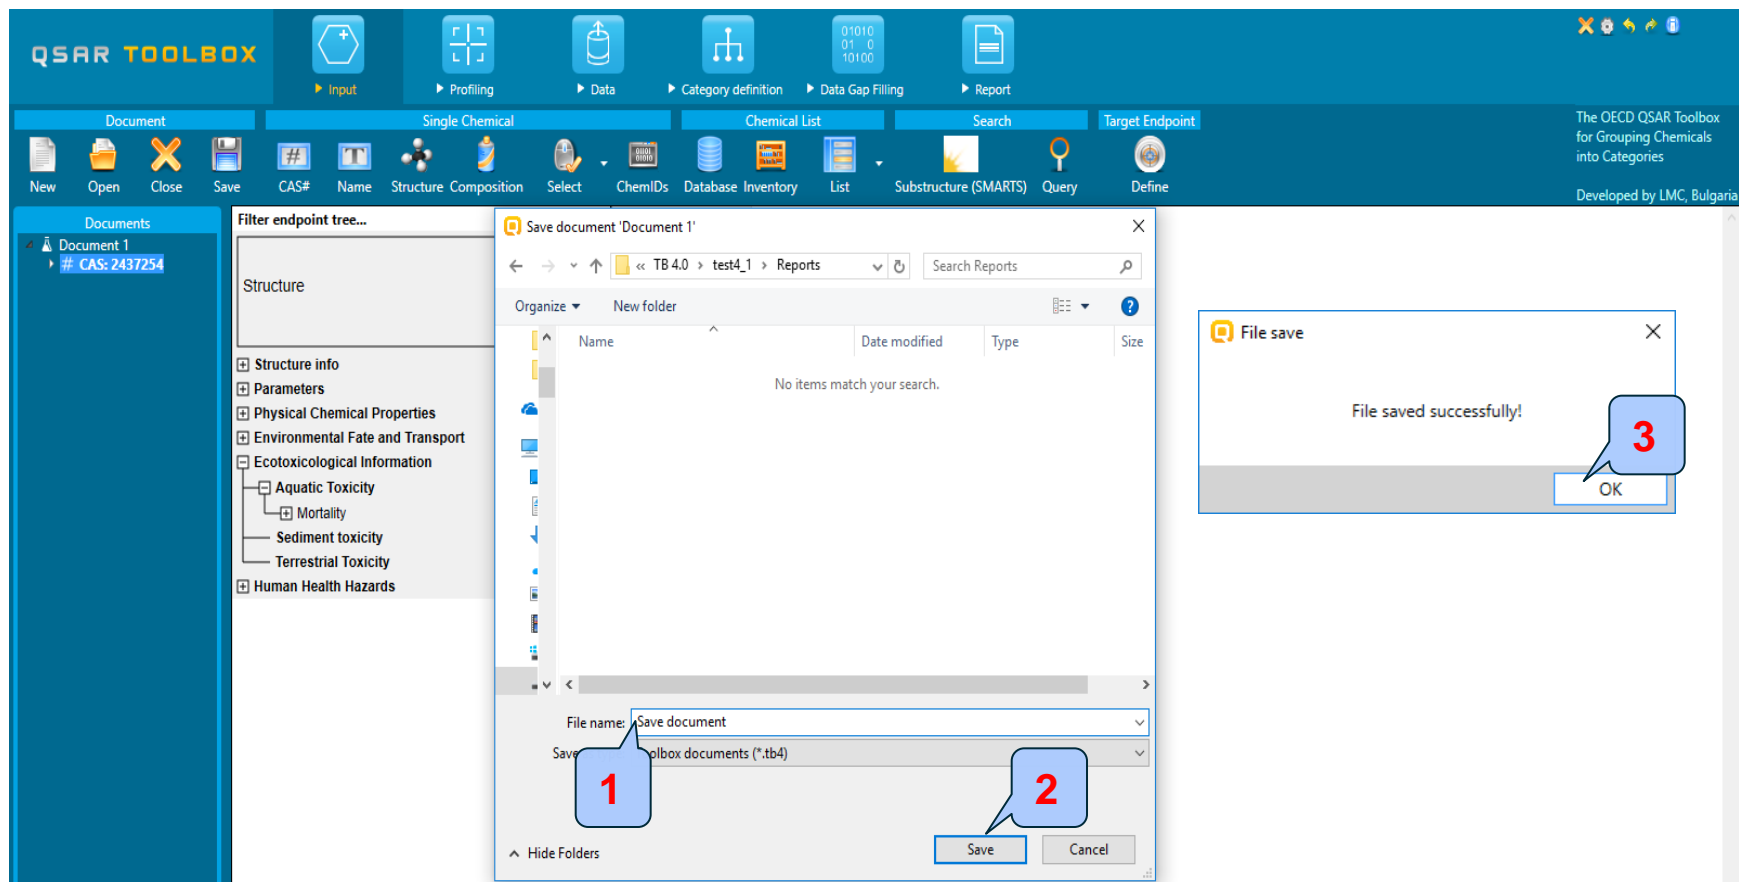 QSAR TOOLBOX
Input
Profiling
Data
Category definition
01010
01 0
10100
Data Gap Filling
Report
Document
Single Chemical
Chemical List
Search
Target Endpoint
The OECD QSAR Toolbox
for Grouping Chemicals
into Categories
Developed by LMC, Bulgaria
New
Open
Close
Save
#
CAS#
T
Name
Structure
Composition
Select
ChemIDs
Database
Inventory
List
Substructure (SMARTS)
Query
Define
Documents
Document 1
# CAS: 2437254
Filter endpoint tree...
Structure
Structure info
Parameters
Physical Chemical Properties
Environmental Fate and Transport
Ecotoxicological Information
Aquatic Toxicity
Mortality
Sediment toxicity
Terrestrial Toxicity
Human Health Hazards
Save document 'Document 1'
« TB 4.0 › test4_1 › Reports
Search Reports
Organize
New folder
Name
Date modified
Type
Size
No items match your search.
File name: Save document
Save
olbox documents (*.tb4)
1
2
Hide Folders
Save
Cancel
File save
File saved successfully!
3
OK